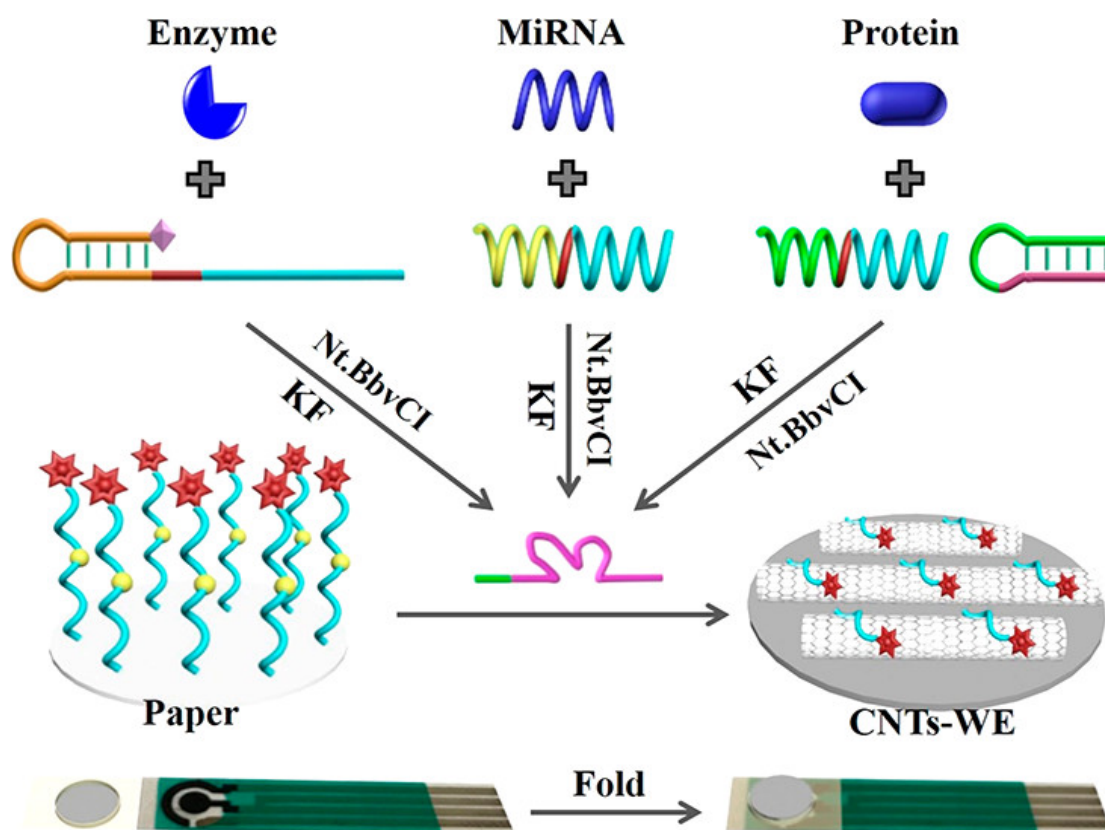 Enzyme
MiRNA
Protein
Nt.BbvCI
KF
Nt.BbvCI
KF
KF
Nt.BbvCI
Paper
CNTs-WE
Fold